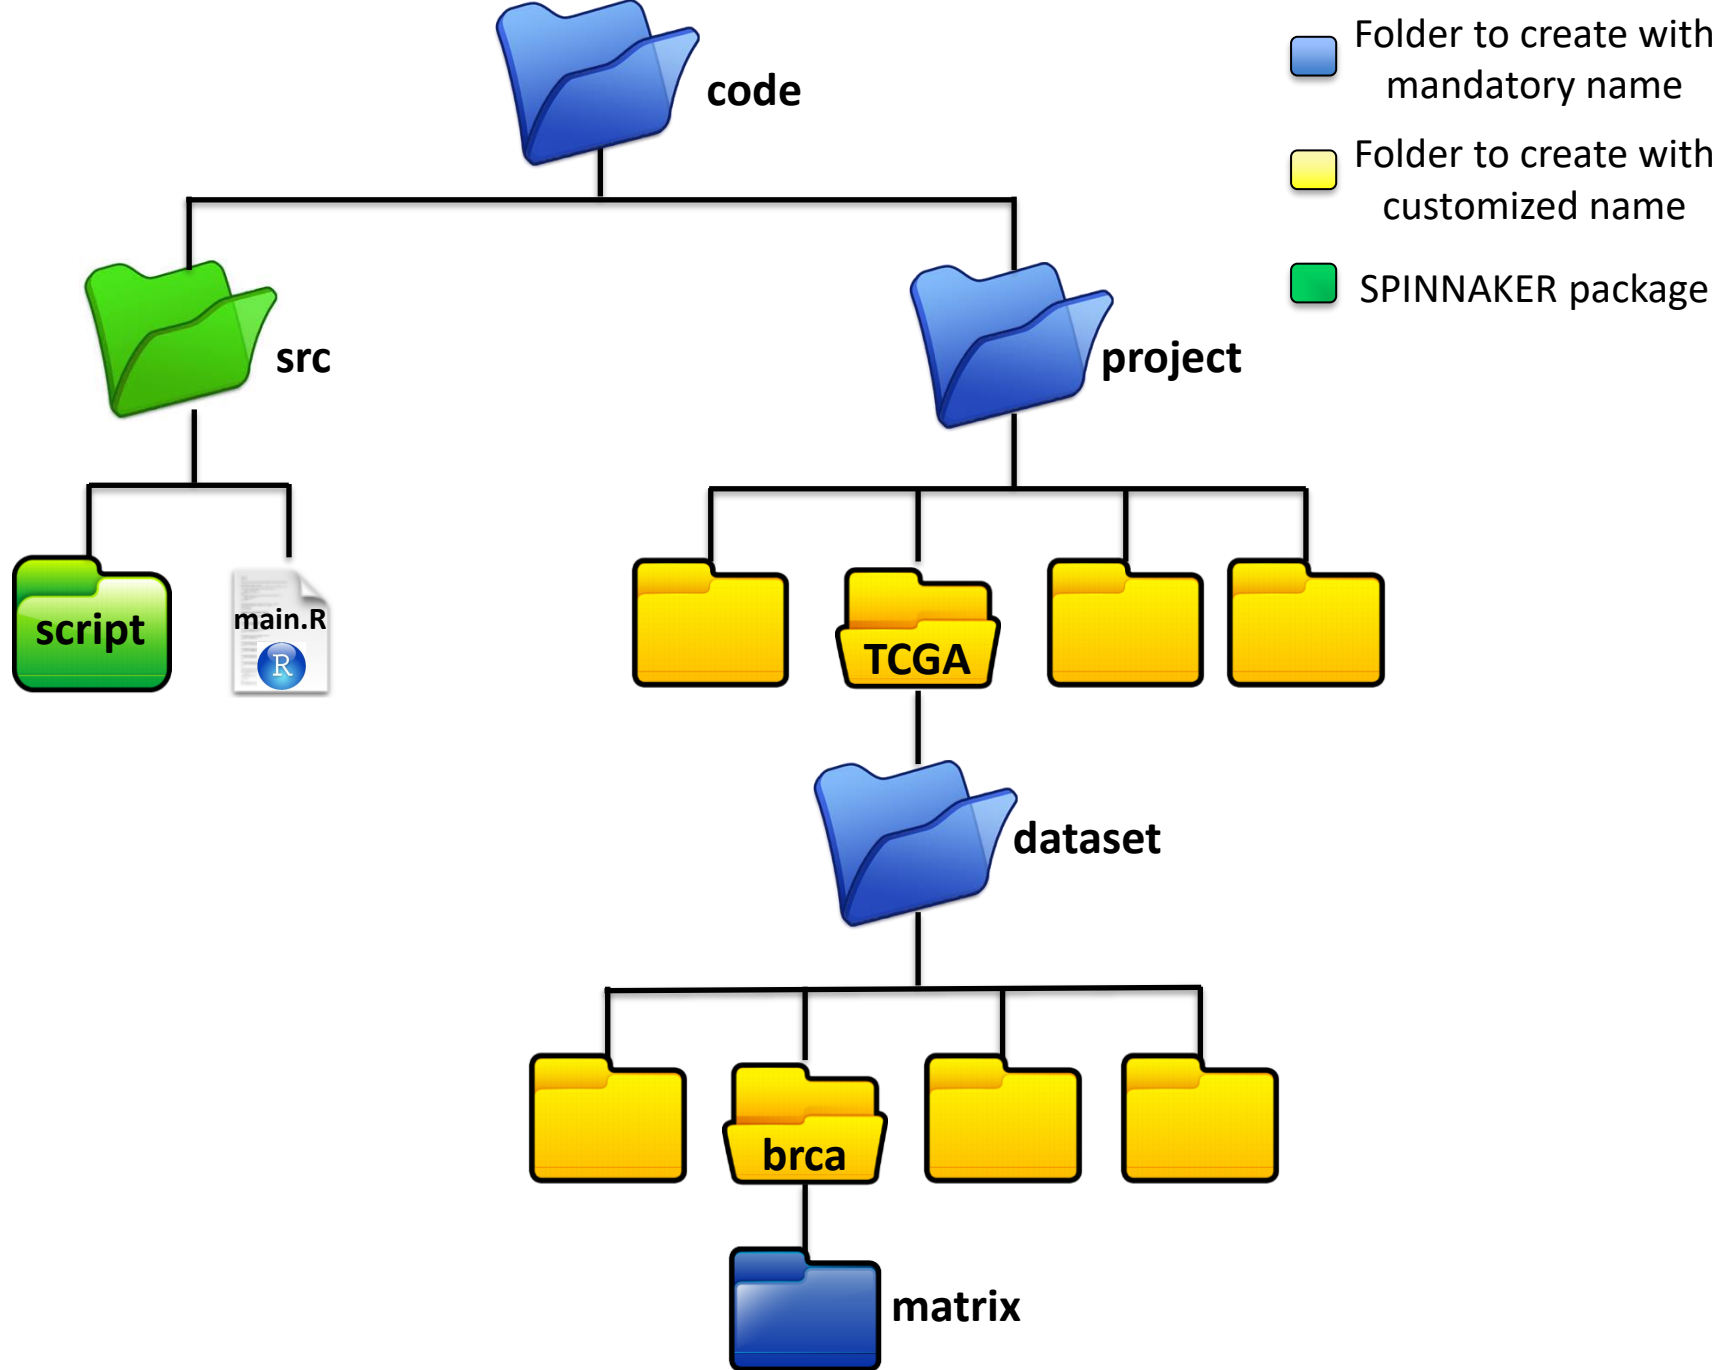 Folder to create with
mandatory name
code
Folder to create with
customized name
SPINNAKER package
src
project
script
main.R
R
TCGA
dataset
brca
matrix